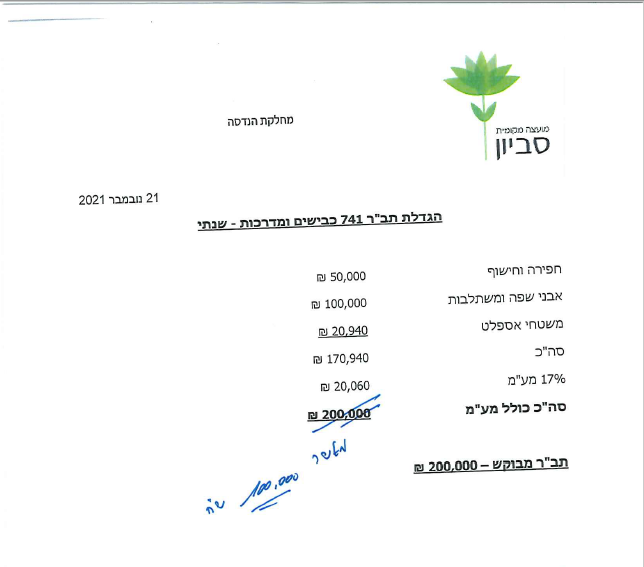 מועצה מקומית
סביון
מחלקת הנדסה
21 נובמבר 2021
הגדלת תב"ר 741 כבישים ומדרכות - שנתי
חפירה וחישוף 50,000 ₪
אבני שפה ומשתלבות 100,000 ₪
משטחי אספלט 20,940 ₪
סה"כ 170,940 ₪
17% מע"מ 20,060 ₪
סה"כ כולל מע"מ 200,000 ₪
תב"ר מבוקש – 200,000 ₪
מאשר
100,000 ש"ח